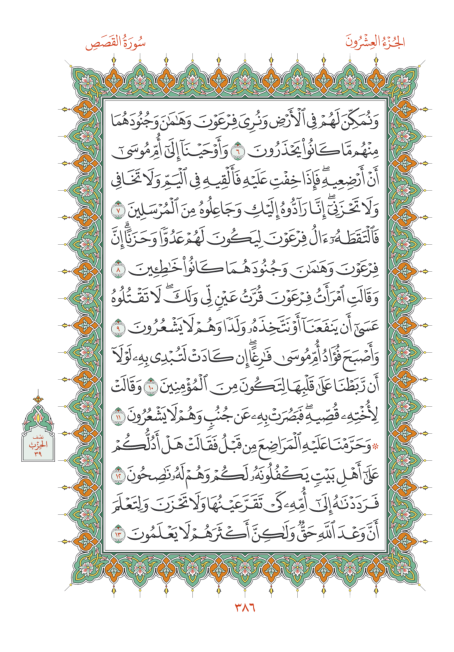 الجُزْءُ العِشْرُونَ
سُورَةُ القَصَصِ
وَنُمَكِّنَ لَهُمْ فِي ٱلْأَرْضِ وَنُرِىَ فِرْعَوْنَ وَهَٰمَٰنَ وَجُنُودَهُمَا
مِنْهُم مَّا كَانُوا۟ يَحْذَرُونَ ٦ وَأَوْحَيْنَآ إِلَىٰٓ أُمِّ مُوسَىٰٓ
أَنْ أَرْضِعِيهِۖ فَإِذَا خِفْتِ عَلَيْهِ فَأَلْقِيهِ فِي ٱلْيَمِّ وَلَا تَخَافِي
وَلَا تَحْزَنِيٓۖ إِنَّا رَآدُّوهُ إِلَيْكِ وَجَاعِلُوهُ مِنَ ٱلْمُرْسَلِينَ ٧
فَٱلْتَقَطَهُۥٓ ءَالُ فِرْعَوْنَ لِيَكُونَ لَهُمْ عَدُوًّا وَحَزَنًاۗ إِنَّ
فِرْعَوْنَ وَهَٰمَٰنَ وَجُنُودَهُمَا كَانُوا۟ خَٰطِـِٔينَ ٨
وَقَالَتِ ٱمْرَأَتُ فِرْعَوْنَ قُرَّتُ عَيْنٍ لِّي وَلَكَۖ لَا تَقْتُلُوهُ
عَسَىٰٓ أَن يَنفَعَنَآ أَوْ نَتَّخِذَهُۥ وَلَدًا وَهُمْ لَا يَشْعُرُونَ ٩
وَأَصْبَحَ فُؤَادُ أُمِّ مُوسَىٰ فَٰرِغًاۖ إِن كَادَتْ لَتُبْدِي بِهِۦ لَوْلَآ
أَن رَّبَطْنَا عَلَىٰ قَلْبِهَا لِتَكُونَ مِنَ ٱلْمُؤْمِنِينَ ١٠ وَقَالَتْ
لِأُخْتِهِۦ قُصِّيهِۖ فَبَصُرَتْ بِهِۦ عَن جُنُبٍ وَهُمْ لَا يَشْعُرُونَ ١١
۞ وَحَرَّمْنَا عَلَيْهِ ٱلْمَرَاضِعَ مِن قَبْلُ فَقَالَتْ هَلْ أَدُلُّكُمْ
عَلَىٰٓ أَهْلِ بَيْتٍ يَكْفُلُونَهُۥ لَكُمْ وَهُمْ لَهُۥ نَٰصِحُونَ ١٢
فَرَدَدْنَٰهُ إِلَىٰٓ أُمِّهِۦ كَيْ تَقَرَّ عَيْنُهَا وَلَا تَحْزَنَ وَلِتَعْلَمَ
أَنَّ وَعْدَ ٱللَّهِ حَقٌّ وَلَٰكِنَّ أَكْثَرَهُمْ لَا يَعْلَمُونَ ١٣
نصف
الحزب
٣٩
٣٨٦